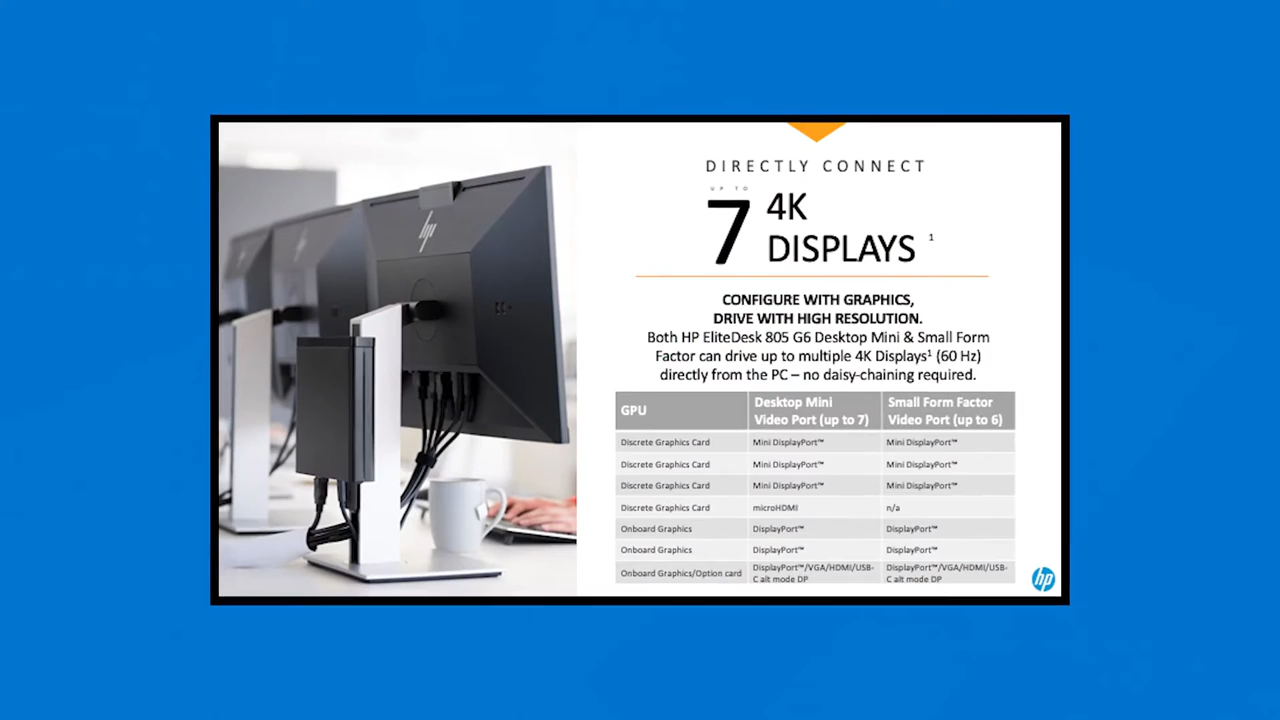 DIRECTLY CONNECT
UP TO
7 4K
DISPLAYS 1
CONFIGURE WITH GRAPHICS,
DRIVE WITH HIGH RESOLUTION.
Both HP EliteDesk 805 G6 Desktop Mini & Small Form
Factor can drive up to multiple 4K Displays¹ (60 Hz)
directly from the PC – no daisy-chaining required.
GPU
Desktop Mini
Video Port (up to 7)
Small Form Factor
Video Port (up to 6)
Discrete Graphics Card Mini DisplayPort™ Mini DisplayPort™
Discrete Graphics Card Mini DisplayPort™ Mini DisplayPort™
Discrete Graphics Card Mini DisplayPort™ Mini DisplayPort™
Discrete Graphics Card microHDMI n/a
Onboard Graphics DisplayPort™ DisplayPort™
Onboard Graphics DisplayPort™ DisplayPort™
Onboard Graphics/Option card
DisplayPort™/VGA/HDMI/USB-
C alt mode DP
DisplayPort™/VGA/HDMI/USB-
C alt mode DP
hp
hp